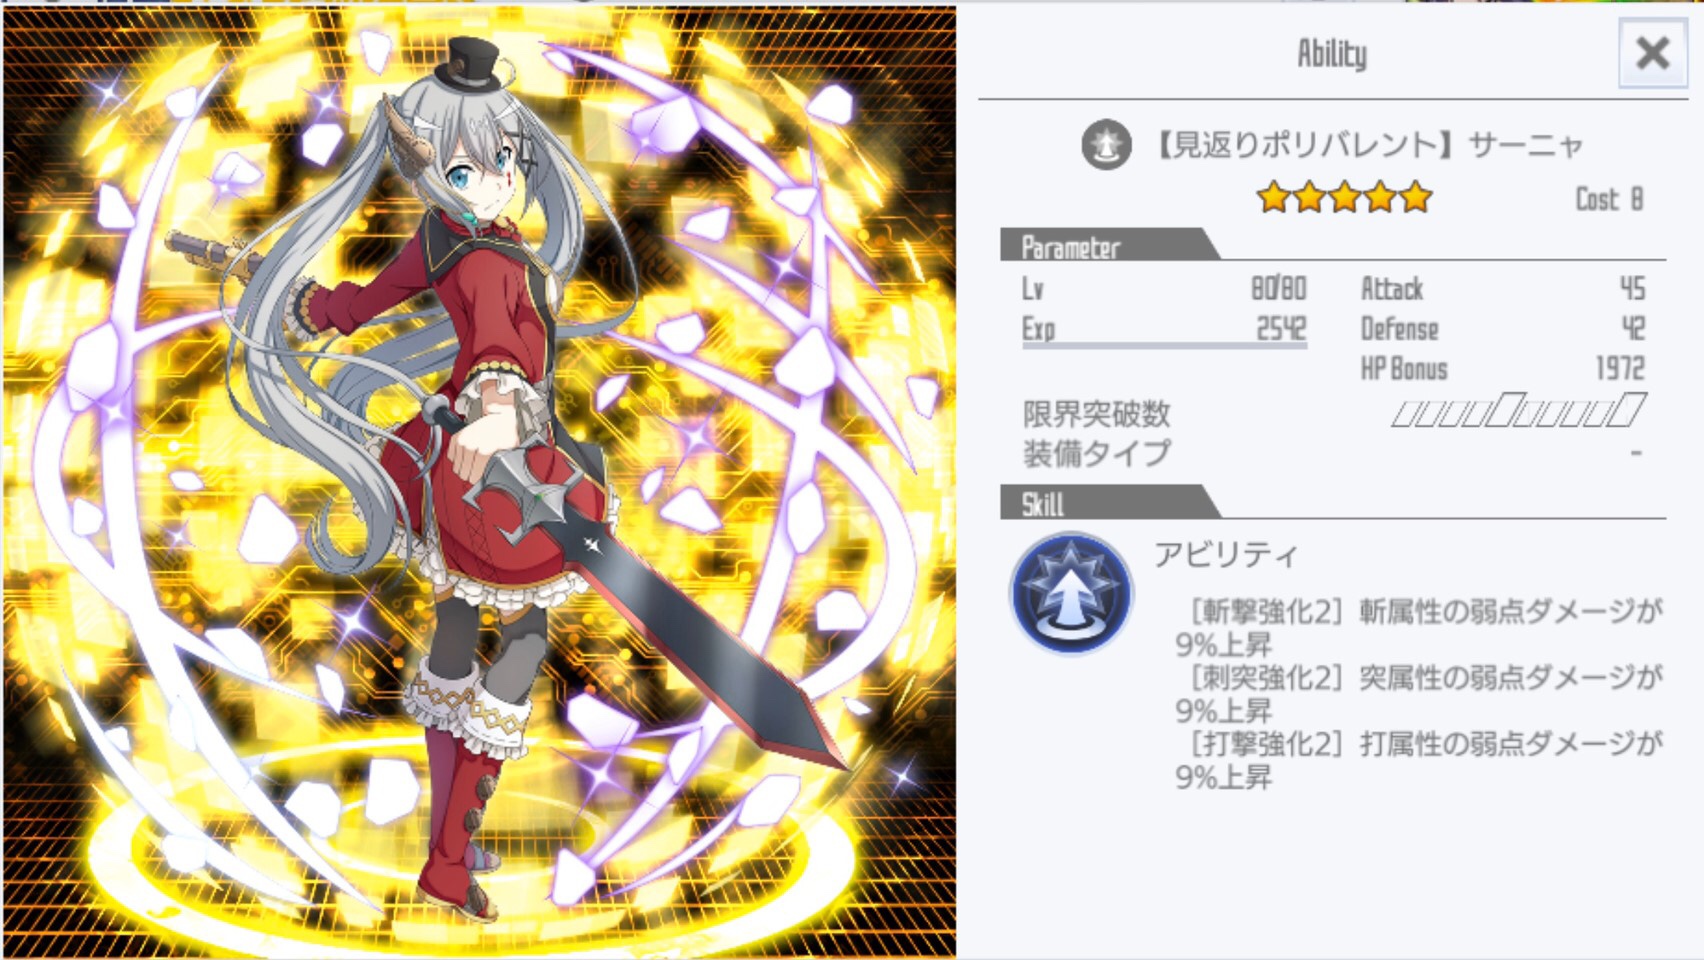 Ability
【見返りポリバレント】サーニャ
Cost 8
Parameter
Lv 80/80 Attack 45
Exp 2542 Defense 42
HP Bonus 1972
限界突破数
装備タイプ -
Skill
アビリティ
［斬撃強化2］斬属性の弱点ダメージが
9%上昇
［刺突強化2］突属性の弱点ダメージが
9%上昇
［打撃強化2］打属性の弱点ダメージが
9%上昇